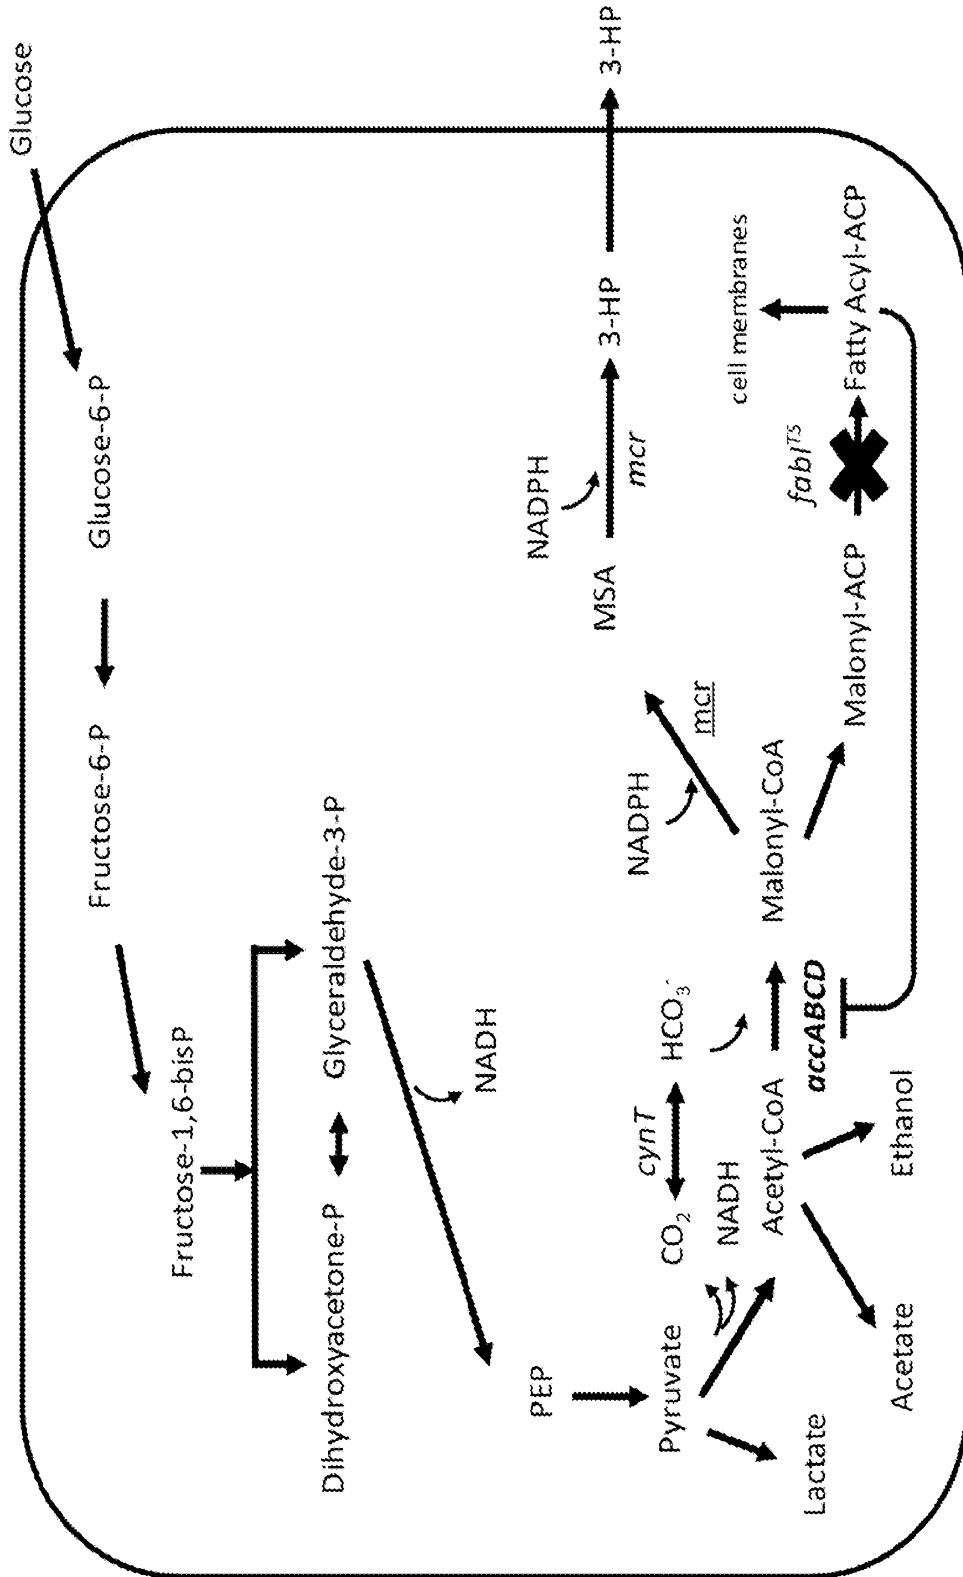 Glucose
Glucose-6-P
Fructose-6-P
Fructose-1,6-bisP
Dihydroxyacetone-P
Glyceraldehyde-3-P
NADH
PEP
NADPH
MSA
mcr
3-HP
3-HP
Pyruvate
CO₂
cynT
HCO₃⁻
NADPH
mcr
NADH
Acetyl-CoA
Malonyl-CoA
accABCD
cell membranes
Lactate
Acetate
Ethanol
Malonyl-ACP
fabIᵀˢ
Fatty Acyl-ACP